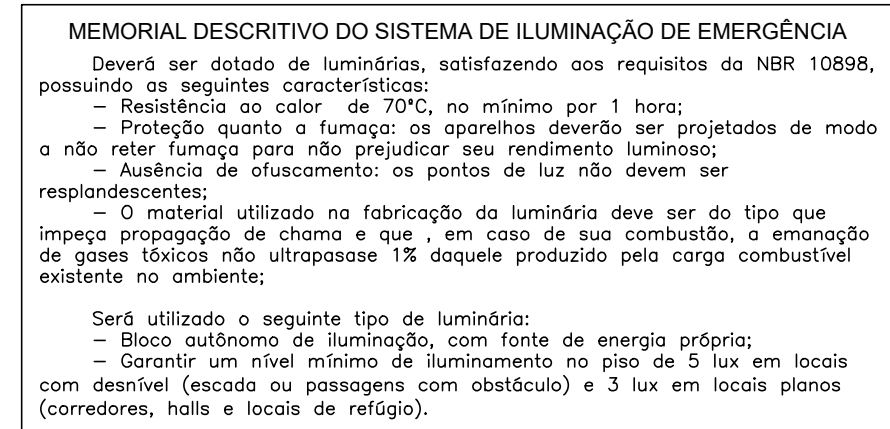 MEMORIAL DESCRITIVO DO SISTEMA DE ILUMINAÇÃO DE EMERGÊNCIA
Deverá ser dotado de luminárias, satisfazendo aos requisitos da NBR 10898,
possuindo as seguintes características:
– Resistência ao calor de 70°C, no mínimo por 1 hora;
– Proteção quanto a fumaça: os aparelhos deverão ser projetados de modo
a não reter fumaça para não prejudicar seu rendimento luminoso;
– Ausência de ofuscamento: os pontos de luz não devem ser
resplandescentes;
– O material utilizado na fabricação da luminária deve ser do tipo que
impeça propagação de chama e que , em caso de sua combustão, a emanação
de gases tóxicos não ultrapasase 1% daquele produzido pela carga combustível
existente no ambiente;
Será utilizado o seguinte tipo de luminária:
– Bloco autônomo de iluminação, com fonte de energia própria;
– Garantir um nível mínimo de iluminamento no piso de 5 lux em locais
com desnível (escada ou passagens com obstáculo) e 3 lux em locais planos
(corredores, halls e locais de refúgio).